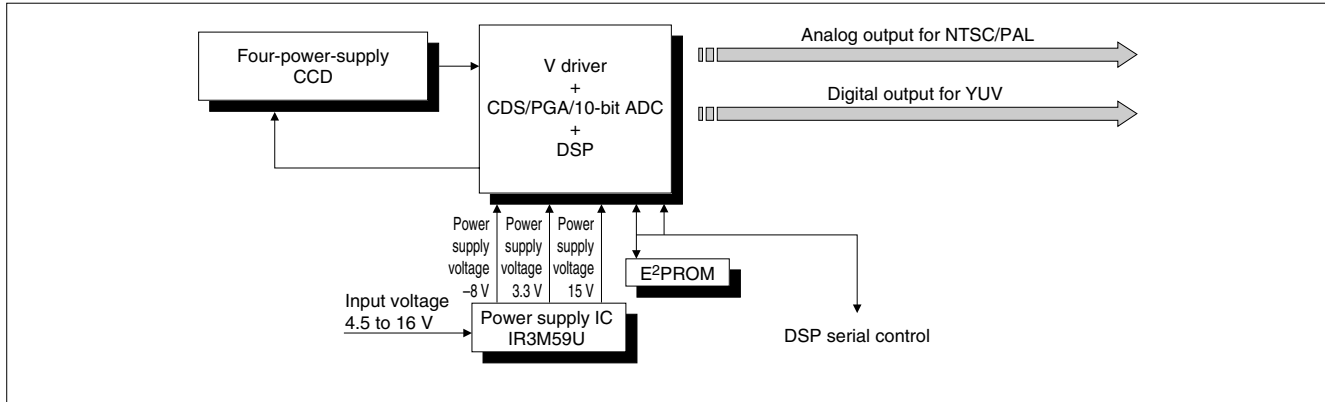 Four-power-supply
CCD
V driver
+
CDS/PGA/10-bit ADC
+
DSP
Analog output for NTSC/PAL
Digital output for YUV
Power
supply
voltage
–8 V
Power
supply
voltage
3.3 V
Power
supply
voltage
15 V
E²PROM
Input voltage
4.5 to 16 V
Power supply IC
IR3M59U
DSP serial control